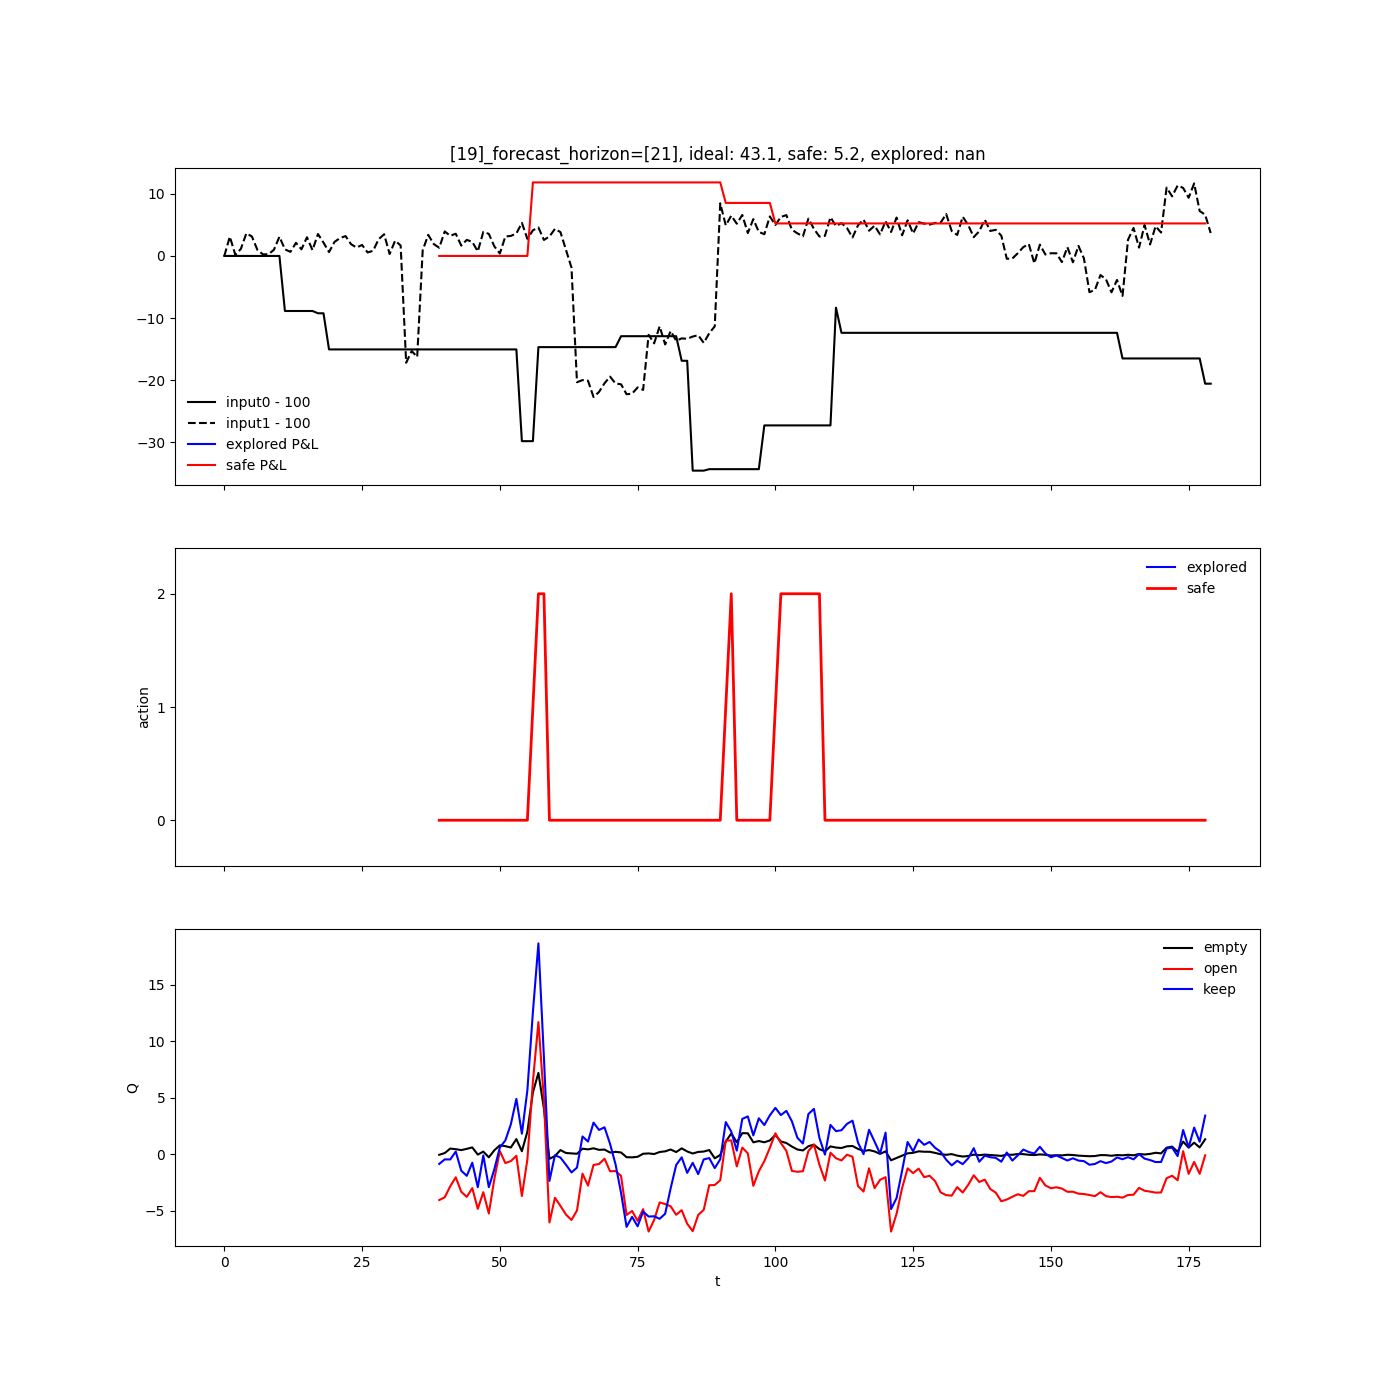 [19]_forecast_horizon=[21], ideal: 43.1, safe: 5.2, explored: nan
10
0
−10
−20
−30
input0 - 100
input1 - 100
explored P&L
safe P&L
2
1
0
action
explored
safe
15
10
5
0
−5
Q
empty
open
keep
0 25 50 75 100 125 150 175
t